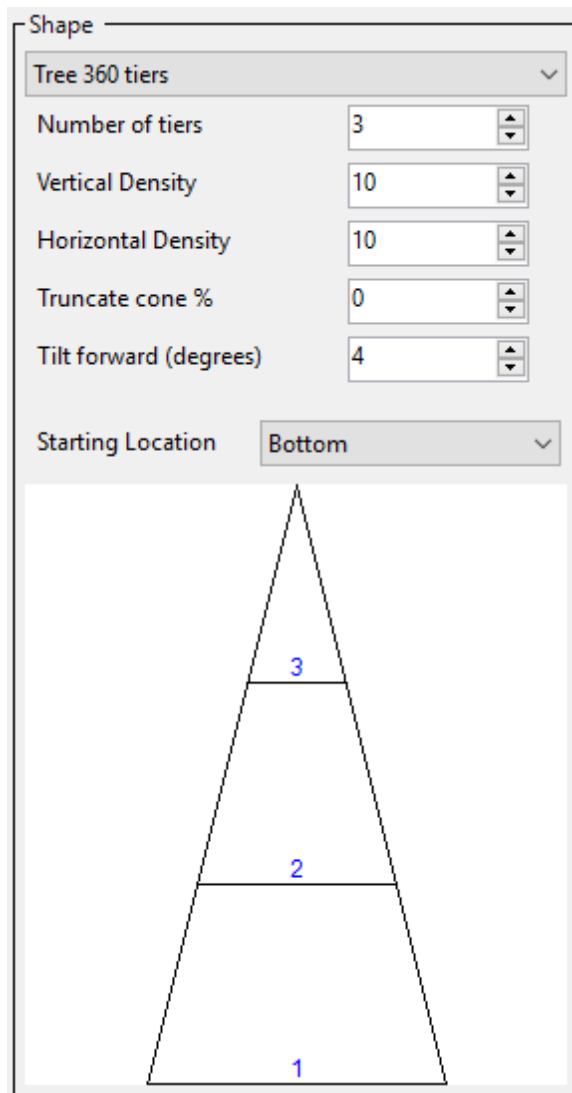 Shape
Tree 360 tiers
Number of tiers 3
Vertical Density 10
Horizontal Density 10
Truncate cone % 0
Tilt forward (degrees) 4
Starting Location Bottom
3
2
1